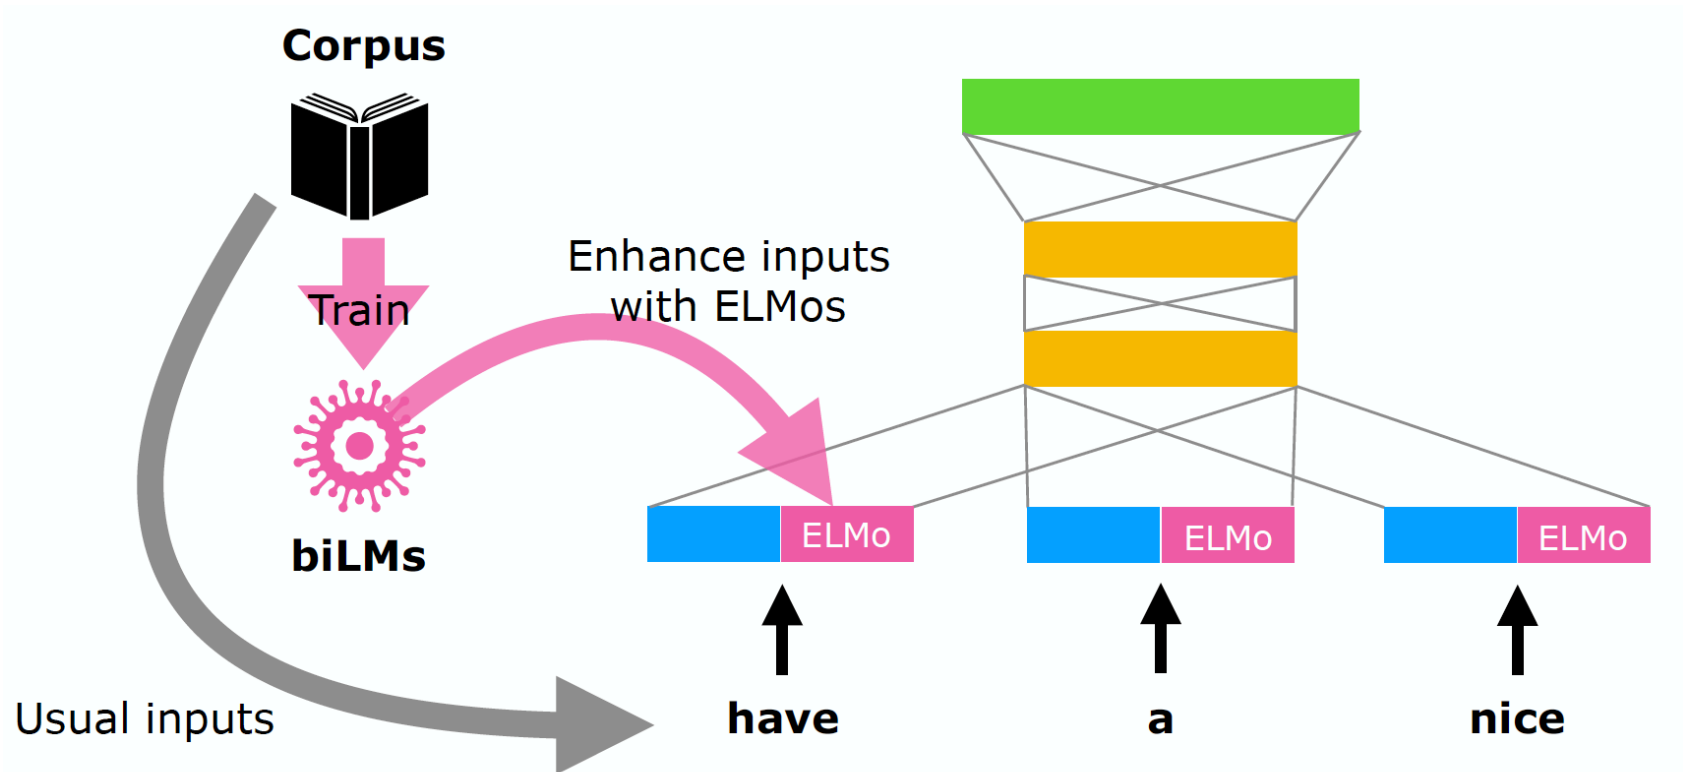 Corpus
Train
biLMs
Usual inputs
Enhance inputs
with ELMos
ELMo
ELMo
ELMo
have
a
nice